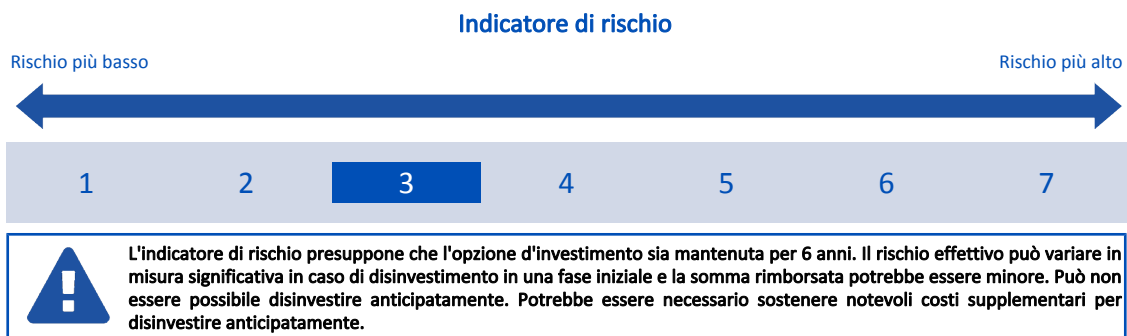 Indicatore di rischio
Rischio più basso
Rischio più alto
1 2 3 4 5 6 7
L'indicatore di rischio presuppone che l'opzione d'investimento sia mantenuta per 6 anni. Il rischio effettivo può variare in
misura significativa in caso di disinvestimento in una fase iniziale e la somma rimborsata potrebbe essere minore. Può non
essere possibile disinvestire anticipatamente. Potrebbe essere necessario sostenere notevoli costi supplementari per
disinvestire anticipatamente.